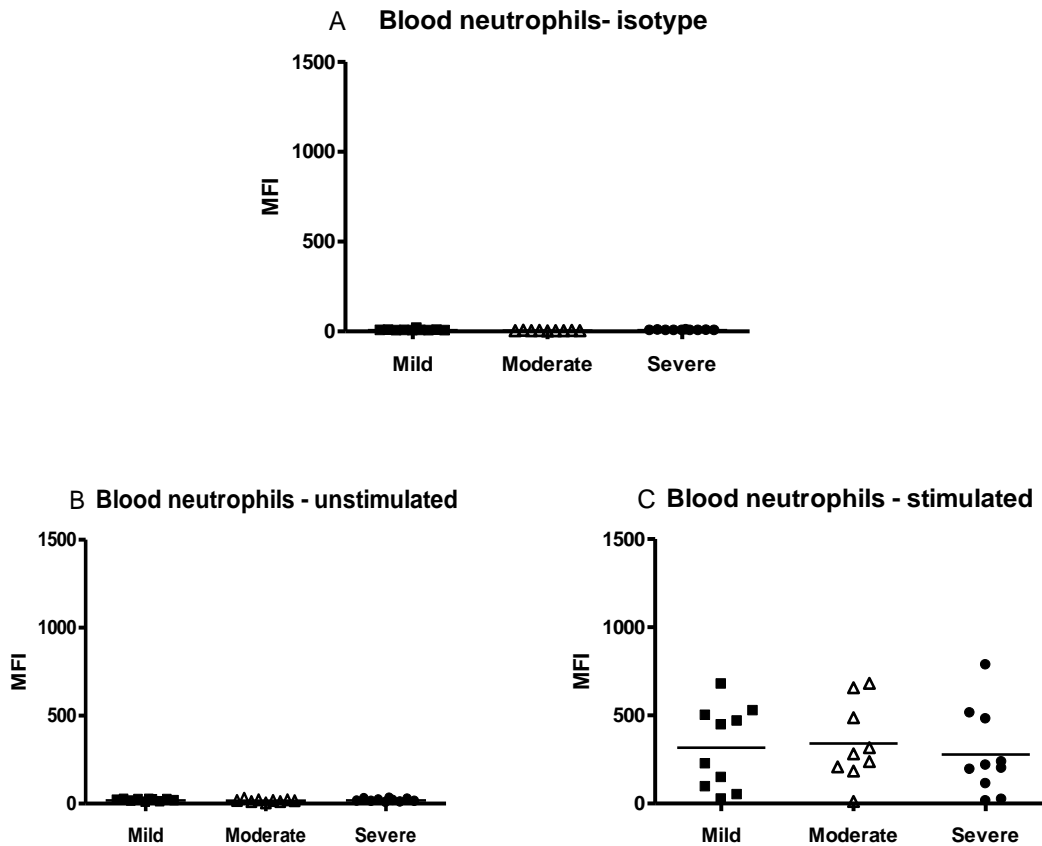 A Blood neutrophils- isotype
1500
1000
MFI
500
0
Mild Moderate Severe
B Blood neutrophils - unstimulated
1500
1000
MFI
500
0
Mild Moderate Severe
C Blood neutrophils - stimulated
1500
1000
MFI
500
0
Mild Moderate Severe